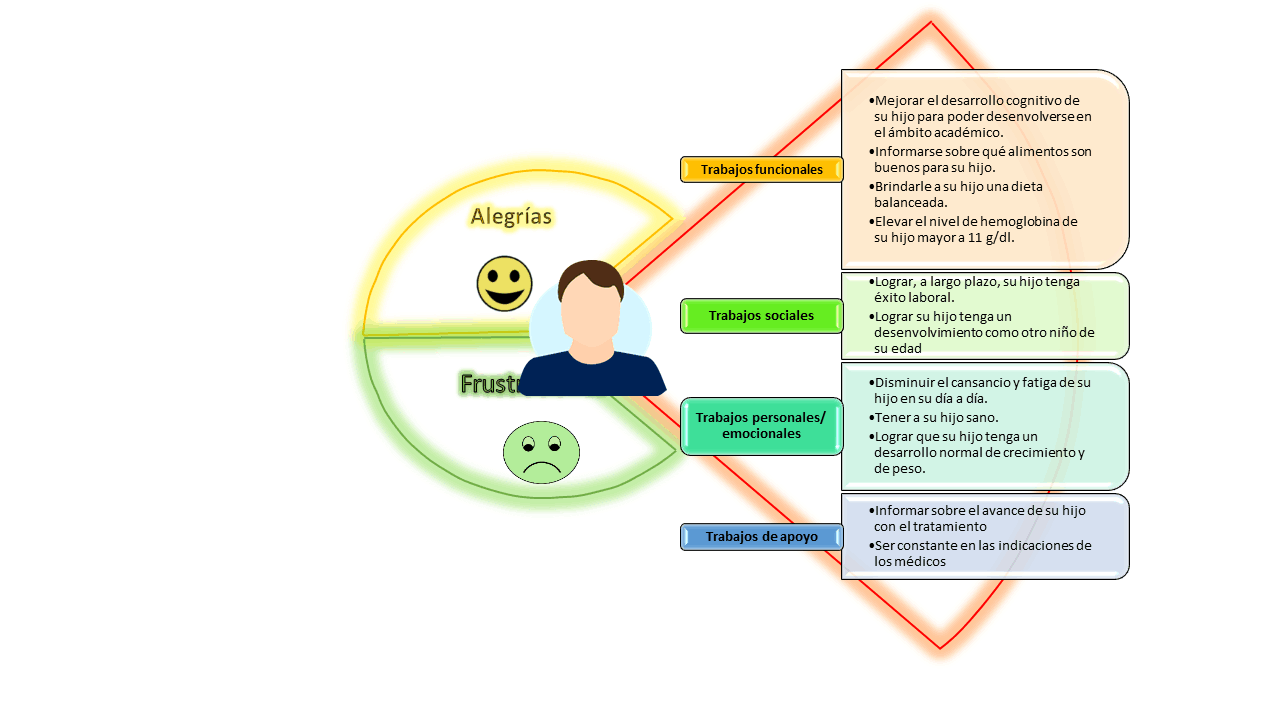 Alegrías
Frust
Trabajos funcionales
•Mejorar el desarrollo cognitivo de
su hijo para poder desenvolverse en
el ámbito académico.
•Informarse sobre qué alimentos son
buenos para su hijo.
•Brindarle a su hijo una dieta
balanceada.
•Elevar el nivel de hemoglobina de
su hijo mayor a 11 g/dl.
Trabajos sociales
•Lograr, a largo plazo, su hijo tenga
éxito laboral.
•Lograr su hijo tenga un
desenvolvimiento como otro niño de
su edad
Trabajos personales/
emocionales
•Disminuir el cansancio y fatiga de su
hijo en su día a día.
•Tener a su hijo sano.
•Lograr que su hijo tenga un
desarrollo normal de crecimiento y
de peso.
Trabajos de apoyo
•Informar sobre el avance de su hijo
con el tratamiento
•Ser constante en las indicaciones de
los médicos